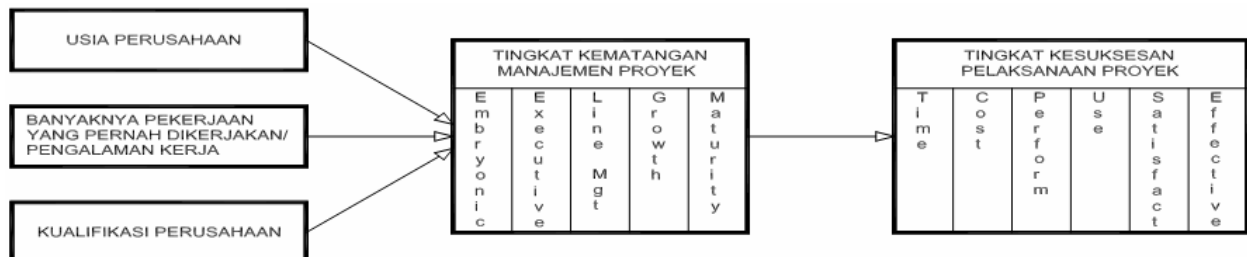 USIA PERUSAHAAN
BANYAKNYA PEKERJAAN
YANG PERNAH DIKERJAKAN/
PENGALAMAN KERJA
KUALIFIKASI PERUSAHAAN
TINGKAT KEMATANGAN
MANAJEMEN PROYEK
Embryonic
Executive
Line Mgt
Growth
Maturity
TINGKAT KESUKSESAN
PELAKSANAAN PROYEK
Time
Cost
Perform
Use
Satisfact
Effective